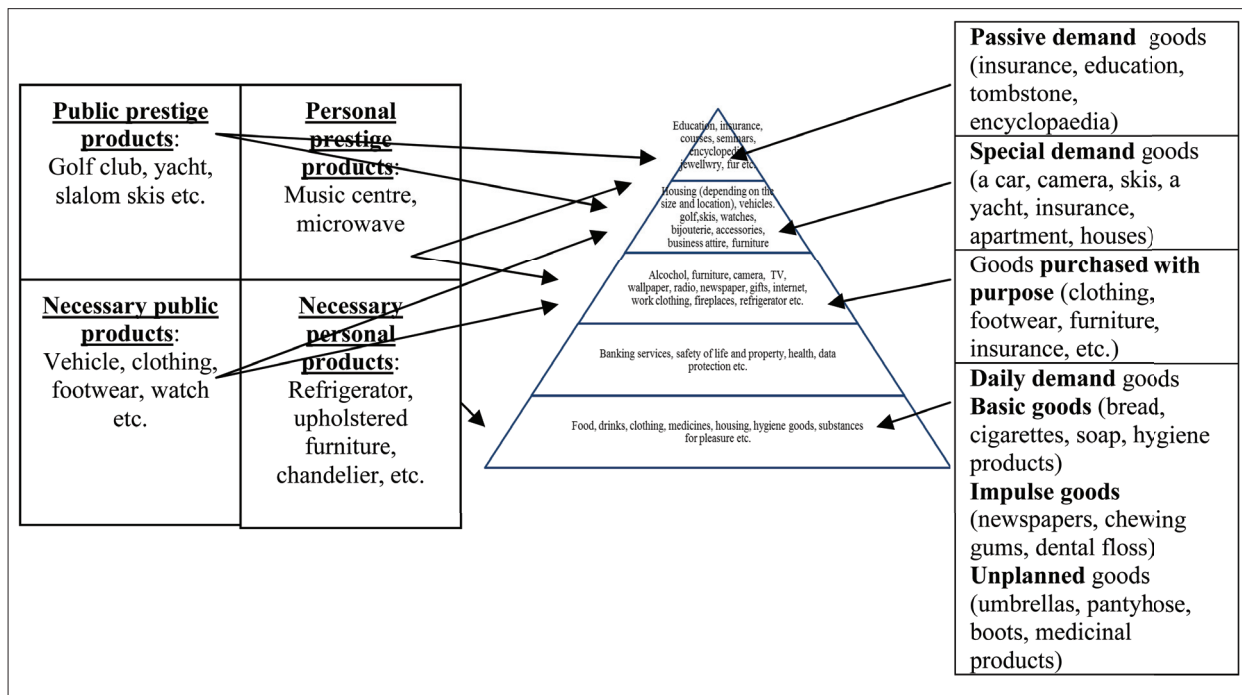 Public prestige
products:
Golf club, yacht,
slalom skis etc.
Personal
prestige
products:
Music centre,
microwave
Necessary public
products:
Vehicle, clothing,
footwear, watch
etc.
Necessary
personal
products:
Refrigerator,
upholstered
furniture,
chandelier, etc.
Education, insurance,
courses, seminars,
encyclopedia
jewellwry, fur etc.
Housing (depending on the
size and location), vehicles.
golf,skis, watches,
bijouterie, accessories,
business attire, furniture
Alcochol, furniture, camera, TV,
wallpaper, radio, newspaper, gifts, internet,
work clothing, fireplaces, refrigerator etc.
Banking services, safety of life and property, health, data
protection etc.
Food, drinks, clothing, medicines, housing, hygiene goods, substances
for pleasure etc.
Passive demand goods
(insurance, education,
tombstone,
encyclopaedia)
Special demand goods
(a car, camera, skis, a
yacht, insurance,
apartment, houses)
Goods purchased with
purpose (clothing,
footwear, furniture,
insurance, etc.)
Daily demand goods
Basic goods (bread,
cigarettes, soap, hygiene
products)
Impulse goods
(newspapers, chewing
gums, dental floss)
Unplanned goods
(umbrellas, pantyhose,
boots, medicinal
products)